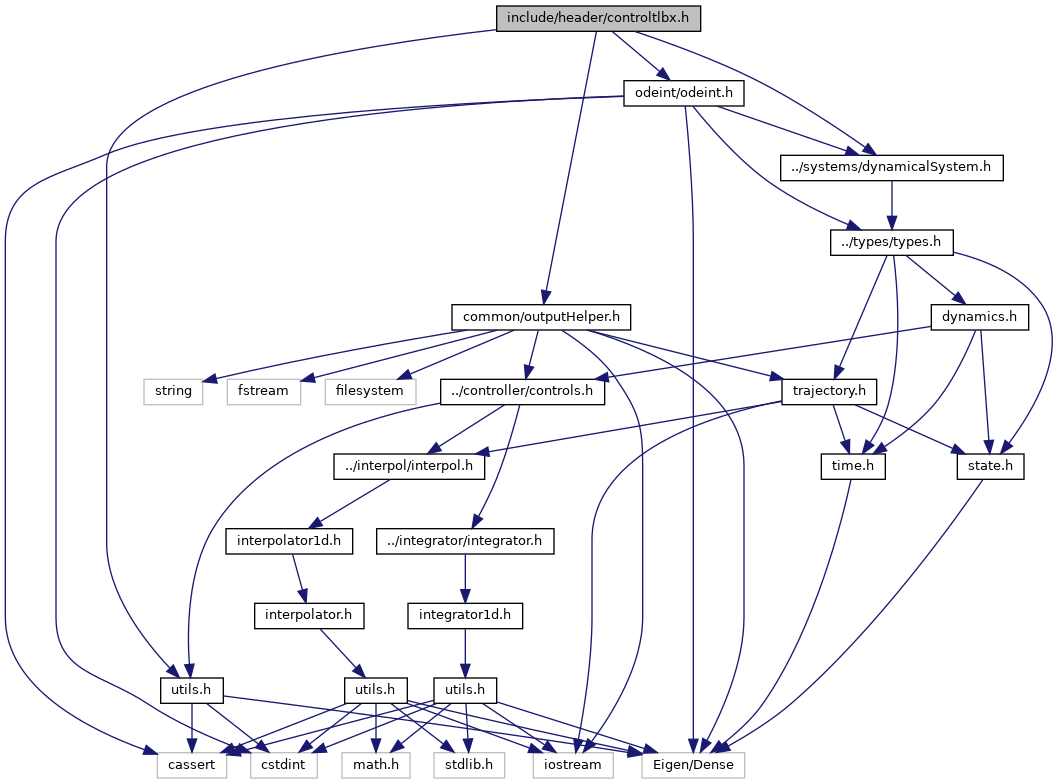 include/header/controltlbx.h
odeint/odeint.h
../systems/dynamicalSystem.h
../types/types.h
common/outputHelper.h
dynamics.h
string
fstream
filesystem
../controller/controls.h
trajectory.h
../interpol/interpol.h
time.h
state.h
interpolator1d.h
../integrator/integrator.h
interpolator.h
integrator1d.h
utils.h
utils.h
utils.h
cassert
cstdint
math.h
stdlib.h
iostream
Eigen/Dense